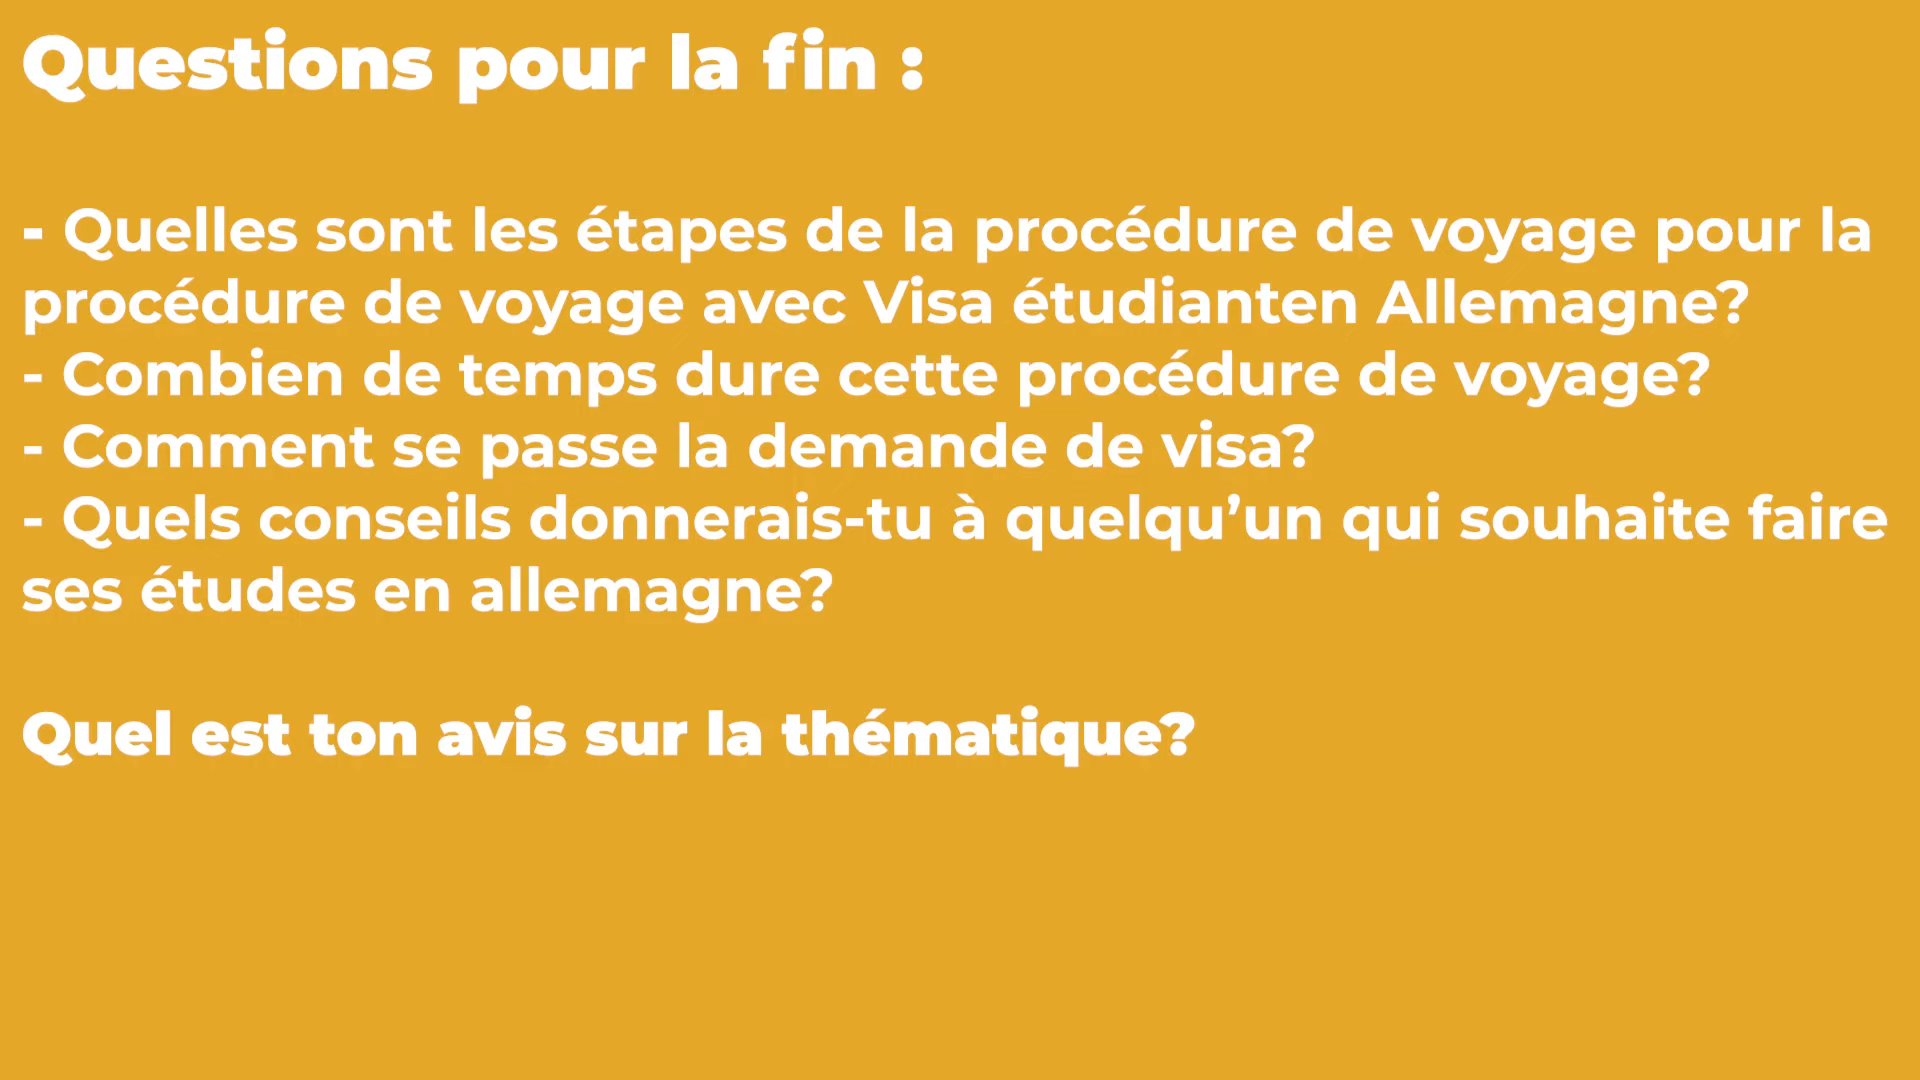 Questions pour la fin :
- Quelles sont les étapes de la procédure de voyage pour la
procédure de voyage avec Visa étudianten Allemagne?
- Combien de temps dure cette procédure de voyage?
- Comment se passe la demande de visa?
- Quels conseils donnerais-tu à quelqu’un qui souhaite faire
ses études en allemagne?
Quel est ton avis sur la thématique?